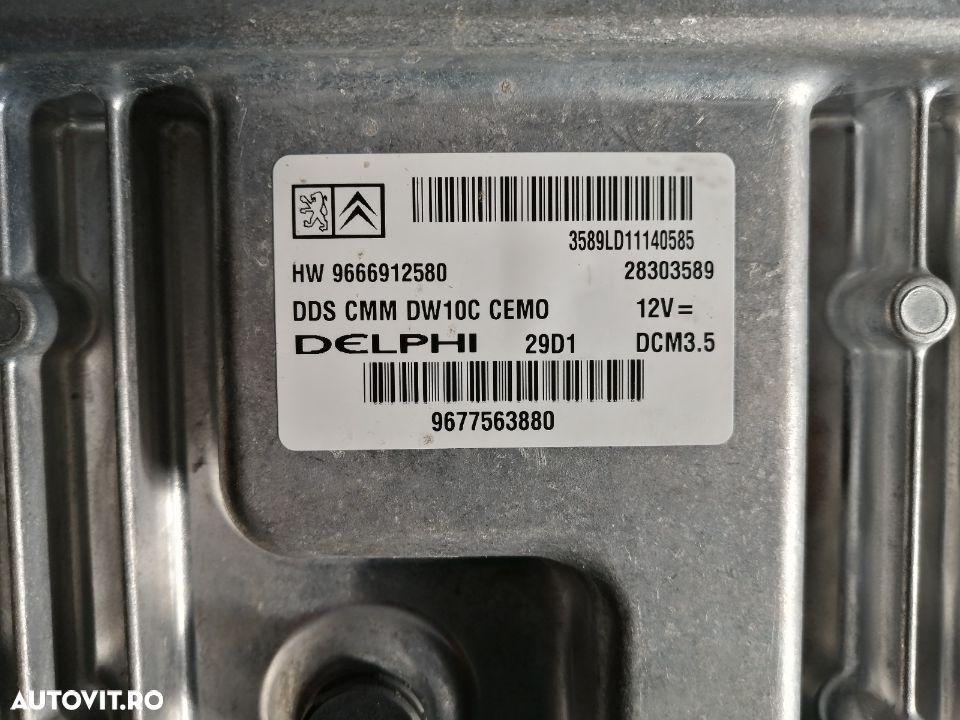 3589LD11140585
HW 9666912580 28303589
DDS CMM DW10C CEMO 12V=
DELPHI 29D1 DCM3.5
9677563880
AUTOVIT.RO